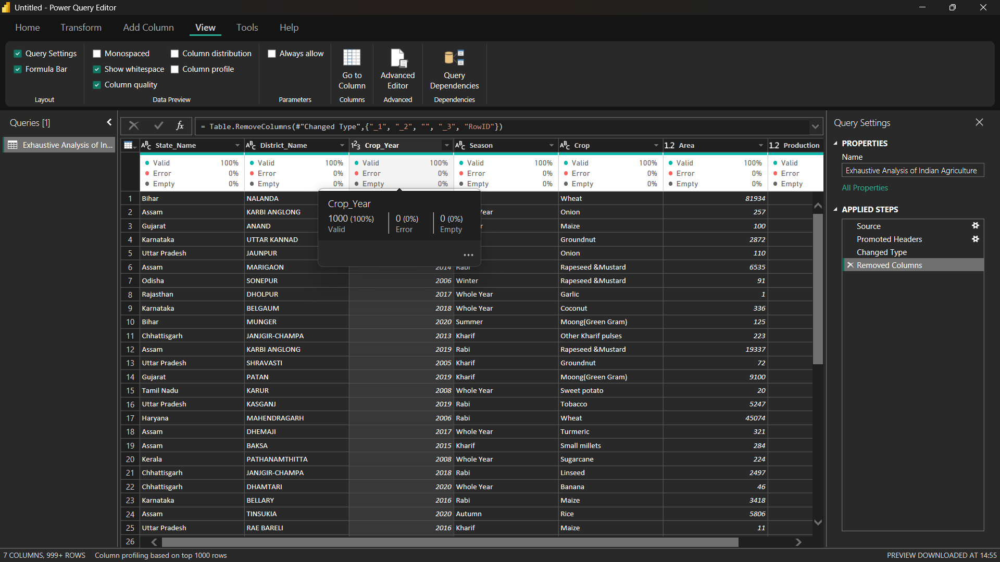 Untitled - Power Query Editor
Home Transform Add Column View Tools Help
Query Settings
Formula Bar
Layout
Monospaced
Show whitespace
Column quality
Column distribution
Column profile
Data Preview
Always allow
Parameters
Go to
Column
Columns
Advanced
Editor
Advanced
Query
Dependencies
Dependencies
Queries [1]
Exhaustive Analysis of In...
fx
= Table.RemoveColumns(#"Changed Type",{"_1", "_2", "", "_3", "RowID"})
ABC State_Name ABC District_Name 123 Crop_Year ABC Season ABC Crop 1.2 Area 1.2 Production
Valid 100% Valid 100% Valid 100% Valid 100% Valid 100% Valid 100% Valid
Error 0% Error 0% Error 0% Error 0% Error 0% Error 0% Error
Empty 0% Empty 0% Empty 0% Empty 0% Empty 0% Empty 0% Empty
Crop_Year
1000 (100%) 0 (0%) 0 (0%)
Valid Error Empty
1 Bihar NALANDA Wheat 81934
2 Assam KARBI ANGLONG Onion 257
3 Gujarat ANAND Maize 100
4 Karnataka UTTAR KANNAD Groundnut 2872
5 Uttar Pradesh JAUNPUR Onion 110
6 Assam MARIGAON 2014 Rabi Rapeseed &Mustard 6535
7 Odisha SONEPUR 2006 Winter Rapeseed &Mustard 91
8 Rajasthan DHOLPUR 2017 Whole Year Garlic 1
9 Karnataka BELGAUM 2018 Whole Year Coconut 336
10 Bihar MUNGER 2020 Summer Moong(Green Gram) 125
11 Chhattisgarh JANJGIR-CHAMPA 2013 Kharif Other Kharif pulses 223
12 Assam KARBI ANGLONG 2019 Rabi Rapeseed &Mustard 19337
13 Uttar Pradesh SHRAVASTI 2005 Kharif Groundnut 72
14 Gujarat PATAN 2019 Kharif Moong(Green Gram) 9100
15 Tamil Nadu KARUR 2008 Whole Year Sweet potato 20
16 Uttar Pradesh KASGANJ 2019 Rabi Tobacco 5247
17 Haryana MAHENDRAGARH 2006 Rabi Wheat 45074
18 Assam DHEMAJI 2017 Whole Year Turmeric 321
19 Assam BAKSA 2015 Kharif Small millets 284
20 Kerala PATHANAMTHITTA 2008 Whole Year Sugarcane 224
21 Chhattisgarh JANJGIR-CHAMPA 2018 Rabi Linseed 2497
22 Chhattisgarh DHAMTARI 2020 Whole Year Banana 46
23 Karnataka BELLARY 2016 Rabi Maize 3418
24 Assam TINSUKIA 2020 Autumn Rice 5806
25 Uttar Pradesh RAE BARELI 2016 Kharif Maize 11
26
Query Settings
PROPERTIES
Name
Exhaustive Analysis of Indian Agriculture
All Properties
APPLIED STEPS
Source
Promoted Headers
Changed Type
Removed Columns
7 COLUMNS, 999+ ROWS Column profiling based on top 1000 rows
PREVIEW DOWNLOADED AT 14:55